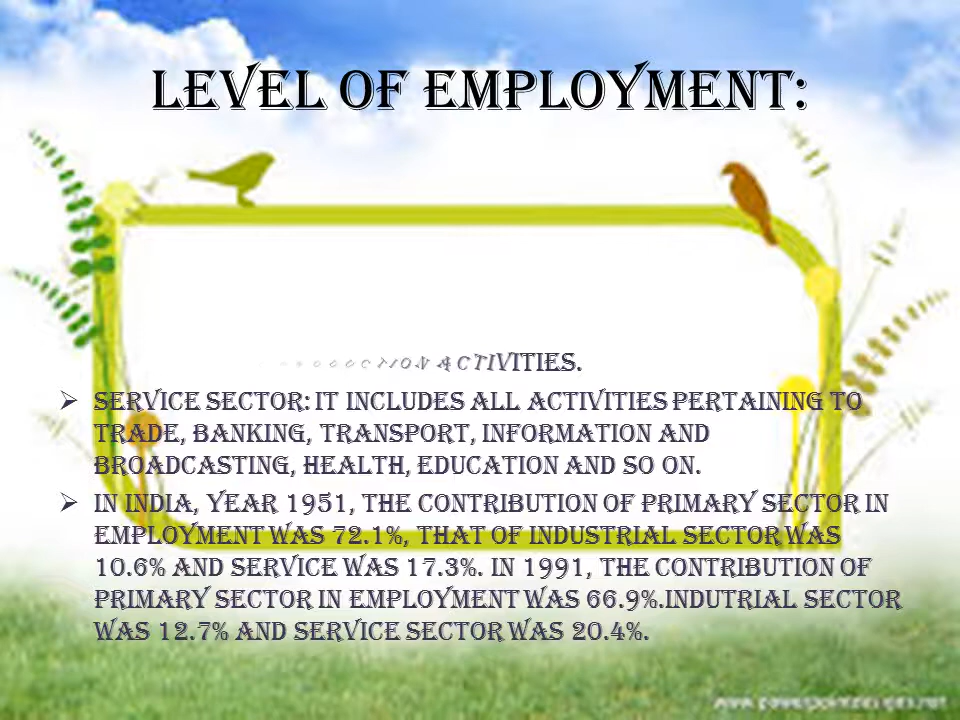 LEVEL OF EMPLOYMENT:
ACTIVITIES.
➢ SERVICE SECTOR: IT INCLUDES ALL ACTIVITIES PERTAINING TO
TRADE, BANKING, TRANSPORT, INFORMATION AND
BROADCASTING, HEALTH, EDUCATION AND SO ON.
➢ IN INDIA, YEAR 1951, THE CONTRIBUTION OF PRIMARY SECTOR IN
EMPLOYMENT WAS 72.1%, THAT OF INDUSTRIAL SECTOR WAS
10.6% AND SERVICE WAS 17.3%. IN 1991, THE CONTRIBUTION OF
PRIMARY SECTOR IN EMPLOYMENT WAS 66.9%.INDUTRIAL SECTOR
WAS 12.7% AND SERVICE SECTOR WAS 20.4%.